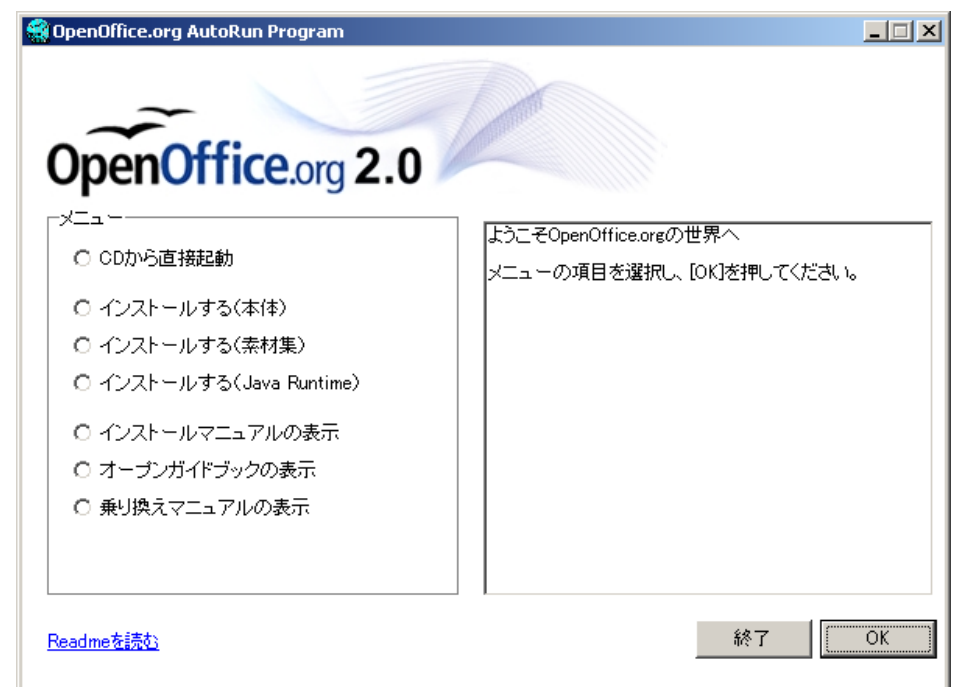 OpenOffice.org AutoRun Program
OpenOffice.org 2.0
メニュー
CDから直接起動
インストールする(本体)
インストールする(素材集)
インストールする(Java Runtime)
インストールマニュアルの表示
オープンガイドブックの表示
乗り換えマニュアルの表示
ようこそOpenOffice.orgの世界へ
メニューの項目を選択し、[OK]を押してください。
Readmeを読む
終了
OK